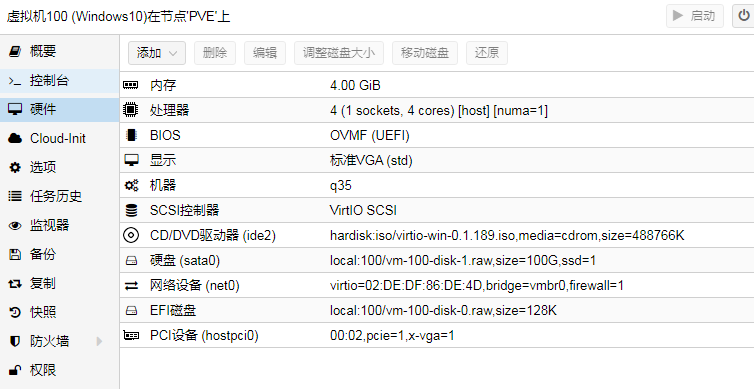 虚拟机100 (Windows10)在节点'PVE'上 启动
概要 添加 删除 编辑 调整磁盘大小 移动磁盘 还原
控制台 内存 4.00 GiB
硬件 处理器 4 (1 sockets, 4 cores) [host] [numa=1]
Cloud-Init BIOS OVMF (UEFI)
选项 显示 标准VGA (std)
任务历史 机器 q35
监视器 SCSI控制器 VirtIO SCSI
备份 CD/DVD驱动器 (ide2) hardisk:iso/virtio-win-0.1.189.iso,media=cdrom,size=488766K
复制 硬盘 (sata0) local:100/vm-100-disk-1.raw,size=100G,ssd=1
快照 网络设备 (net0) virtio=02:DE:DF:86:DE:4D,bridge=vmbr0,firewall=1
防火墙 EFI磁盘 local:100/vm-100-disk-0.raw,size=128K
权限 PCI设备 (hostpci0) 00:02,pcie=1,x-vga=1